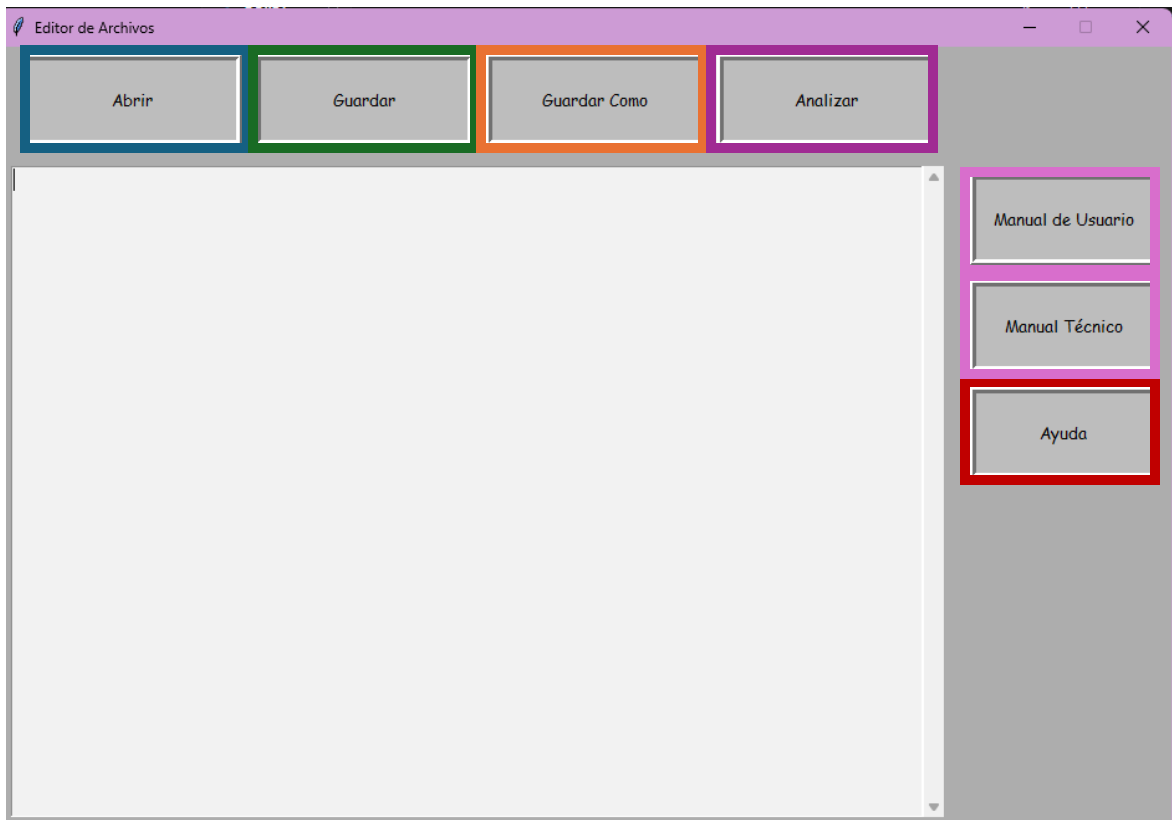 Editor de Archivos
Abrir
Guardar
Guardar Como
Analizar
Manual de Usuario
Manual Técnico
Ayuda